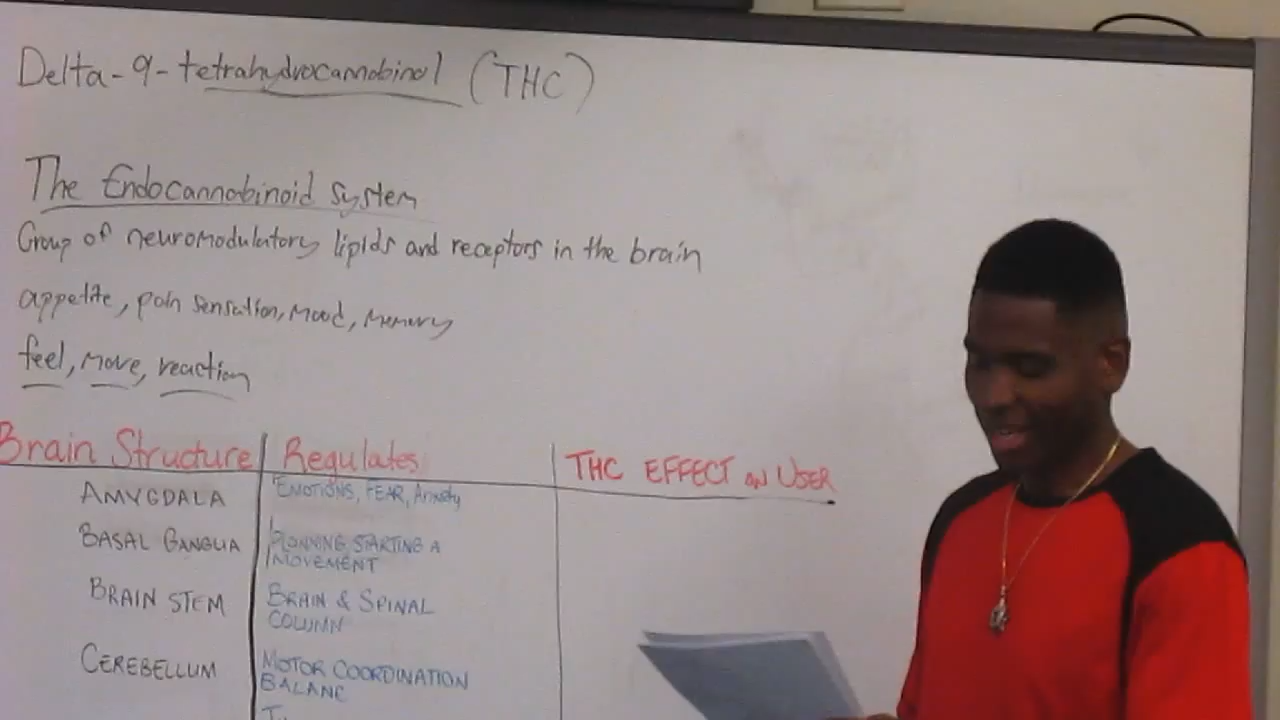 Delta-9-tetrahydrocannobinol (THC)
The Endocannabinoid System
Group of neuromodulatory lipids and receptors in the brain
appetite, pain sensation, mood, memory
feel, move, reaction
Brain Structure Regulates THC EFFECT ON USER
AMYGDALA EMOTIONS, FEAR, Anxiety
BASAL GANGLIA PLANNING STARTING A
MOVEMENT
BRAIN STEM BRAIN & SPINAL
COLUMN
CEREBELLUM MOTOR COORDINATION
BALANC